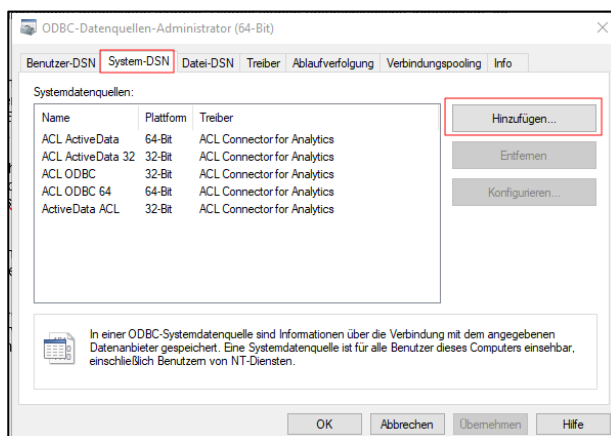 ODBC-Datenquellen-Administrator (64-Bit)
Benutzer-DSN System-DSN Datei-DSN Treiber Ablaufverfolgung Verbindungspooling Info
Systemdatenquellen:
Name Plattform Treiber
ACL ActiveData 64-Bit ACL Connector for Analytics
ACL ActiveData 32 32-Bit ACL Connector for Analytics
ACL ODBC 32-Bit ACL Connector for Analytics
ACL ODBC 64 64-Bit ACL Connector for Analytics
ActiveData ACL 32-Bit ACL Connector for Analytics
Hinzufügen...
Entfernen
Konfigurieren...
In einer ODBC-Systemdatenquelle sind Informationen über die Verbindung mit dem angegebenen
Datenanbieter gespeichert. Eine Systemdatenquelle ist für alle Benutzer dieses Computers einsehbar,
einschließlich Benutzern von NT-Diensten.
OK Abbrechen Übernehmen Hilfe